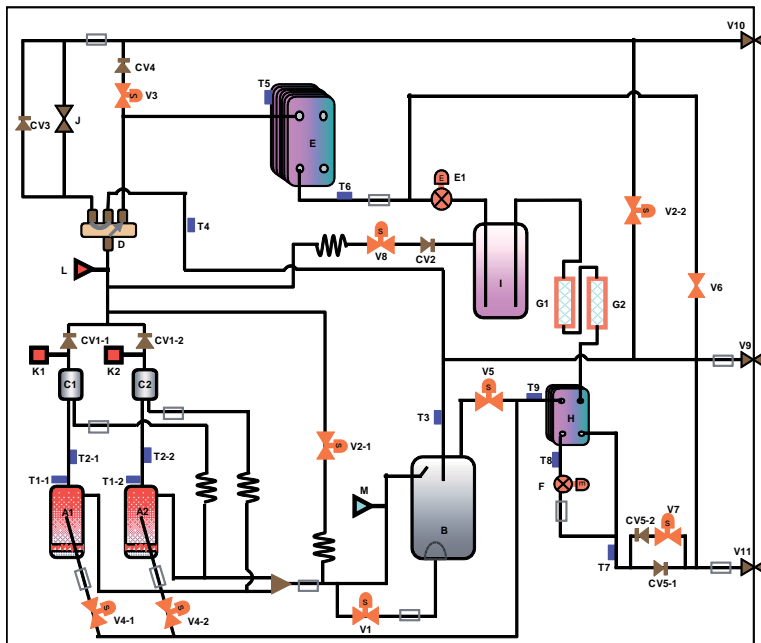 V10
CV4
T5
V3
CV3
J
S
E
T6
E
E1
V2-2
S
T4
D
S
L
V8
CV2
I
G1
G2
V6
CV1-1
CV1-2
K1
K2
C1
C2
V5
V9
S
T9
T3
H
T2-1
T2-2
S
V2-1
T1-1
T1-2
T8
M
F
E
A1
A2
B
V7
CV5-2
S
T7
V11
CV5-1
S
V4-1
S
V4-2
S
V1